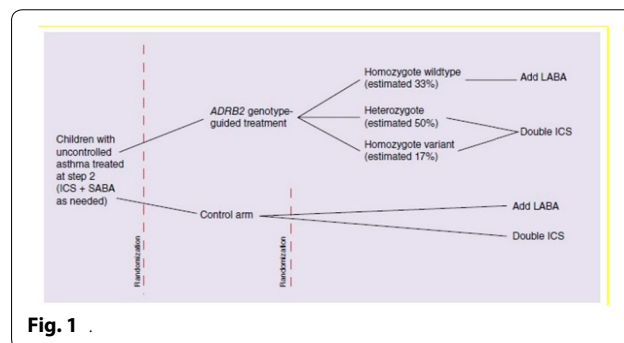 Children with
uncontrolled
asthma treated
at step 2
(ICS + SABA
as needed)
Randomization
ADRB2 genotype-
guided treatment
Homozygote wildtype
(estimated 33%)
Add LABA
Heterozygote
(estimated 50%)
Homozygote variant
(estimated 17%)
Double ICS
Control arm
Randomization
Add LABA
Double ICS
Fig. 1 .